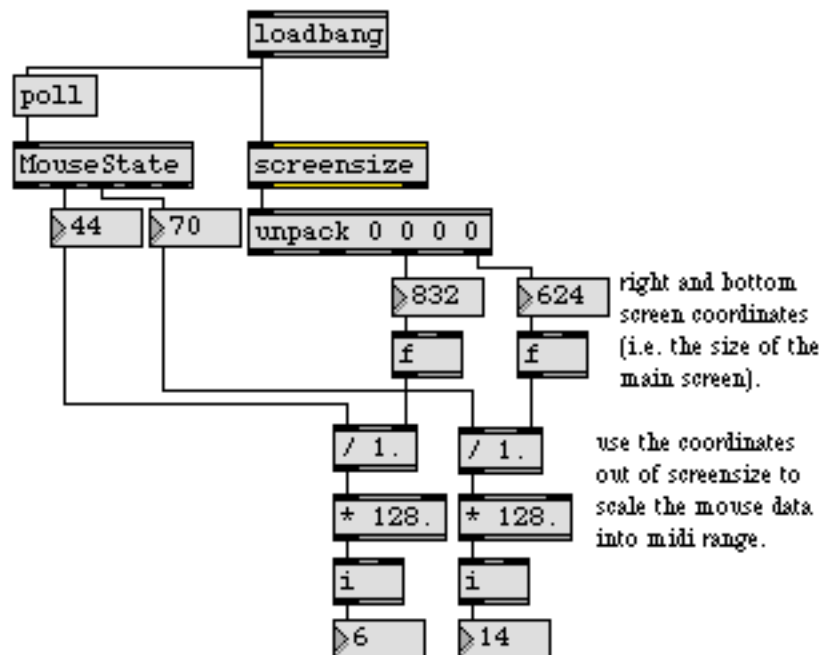 loadbang
poll
MouseState
screensize
44
70
unpack 0 0 0 0
832
624
right and bottom
screen coordinates
(i.e. the size of the
main screen).
f
f
/ 1.
/ 1.
use the coordinates
out of screensize to
scale the mouse data
into midi range.
* 128.
* 128.
i
i
6
14